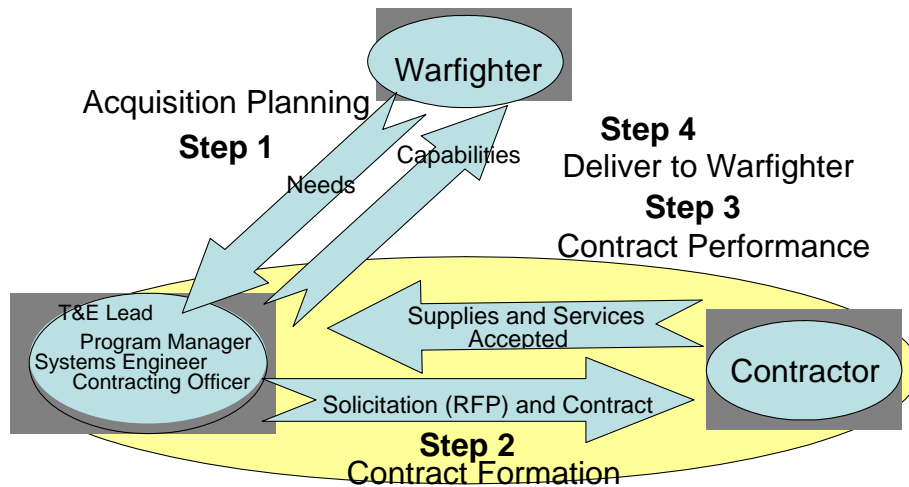 Warfighter
Acquisition Planning
Step 1
Needs
Capabilities
Step 4
Deliver to Warfighter
Step 3
Contract Performance
T&E Lead
Program Manager
Systems Engineer
Contracting Officer
Supplies and Services
Accepted
Contractor
Solicitation (RFP) and Contract
Step 2
Contract Formation